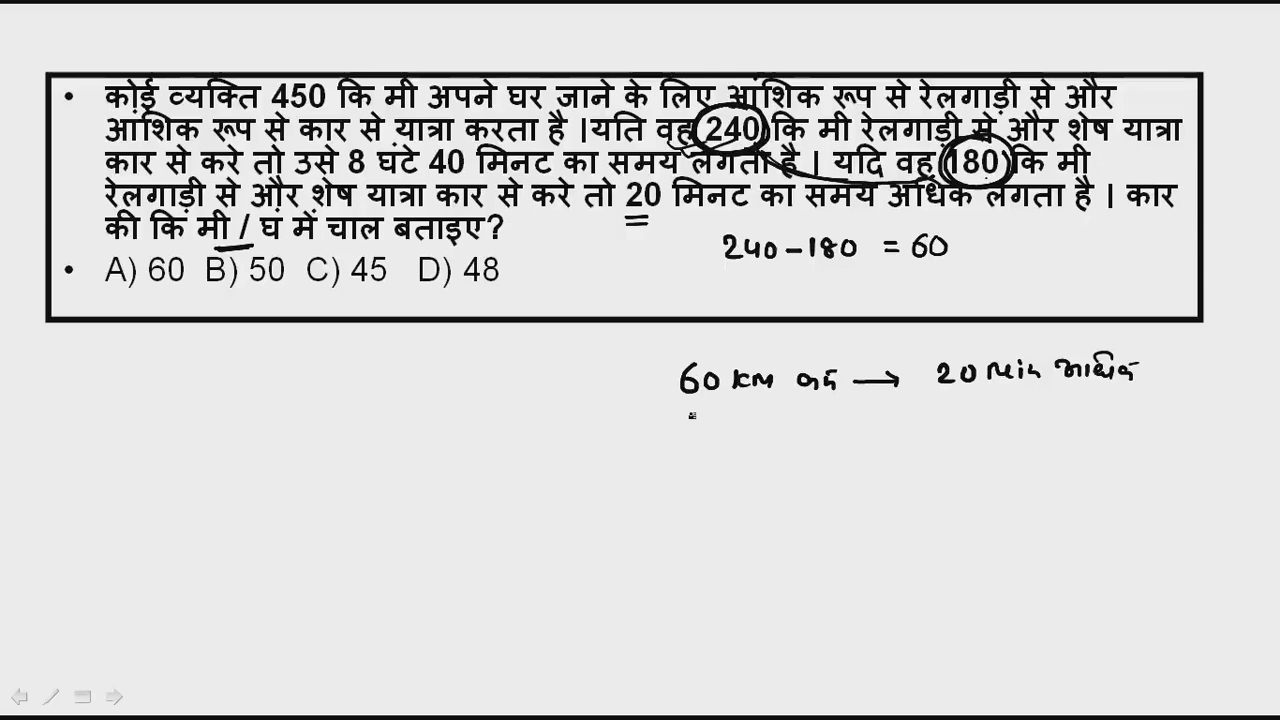 • कोई व्यक्ति 450 कि मी अपने घर जाने के लिए आंशिक रूप से रेलगाड़ी से और
आंशिक रूप से कार से यात्रा करता है ।यति वह 240 कि मी रेलगाड़ी से और शेष यात्रा
कार से करे तो उसे 8 घंटे 40 मिनट का समय लगता है । यदि वह 180 कि मी
रेलगाड़ी से और शेष यात्रा कार से करे तो 20 मिनट का समय अधिक लगता है । कार
की कि मी / घं में चाल बताइए?
240 - 180 = 60
• A) 60 B) 50 C) 45 D) 48
60 KM कम → 20 मिन अधिक